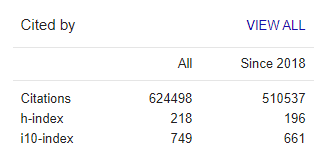 Cited by VIEW ALL
All Since 2018
Citations 624498 510537
h-index 218 196
i10-index 749 661